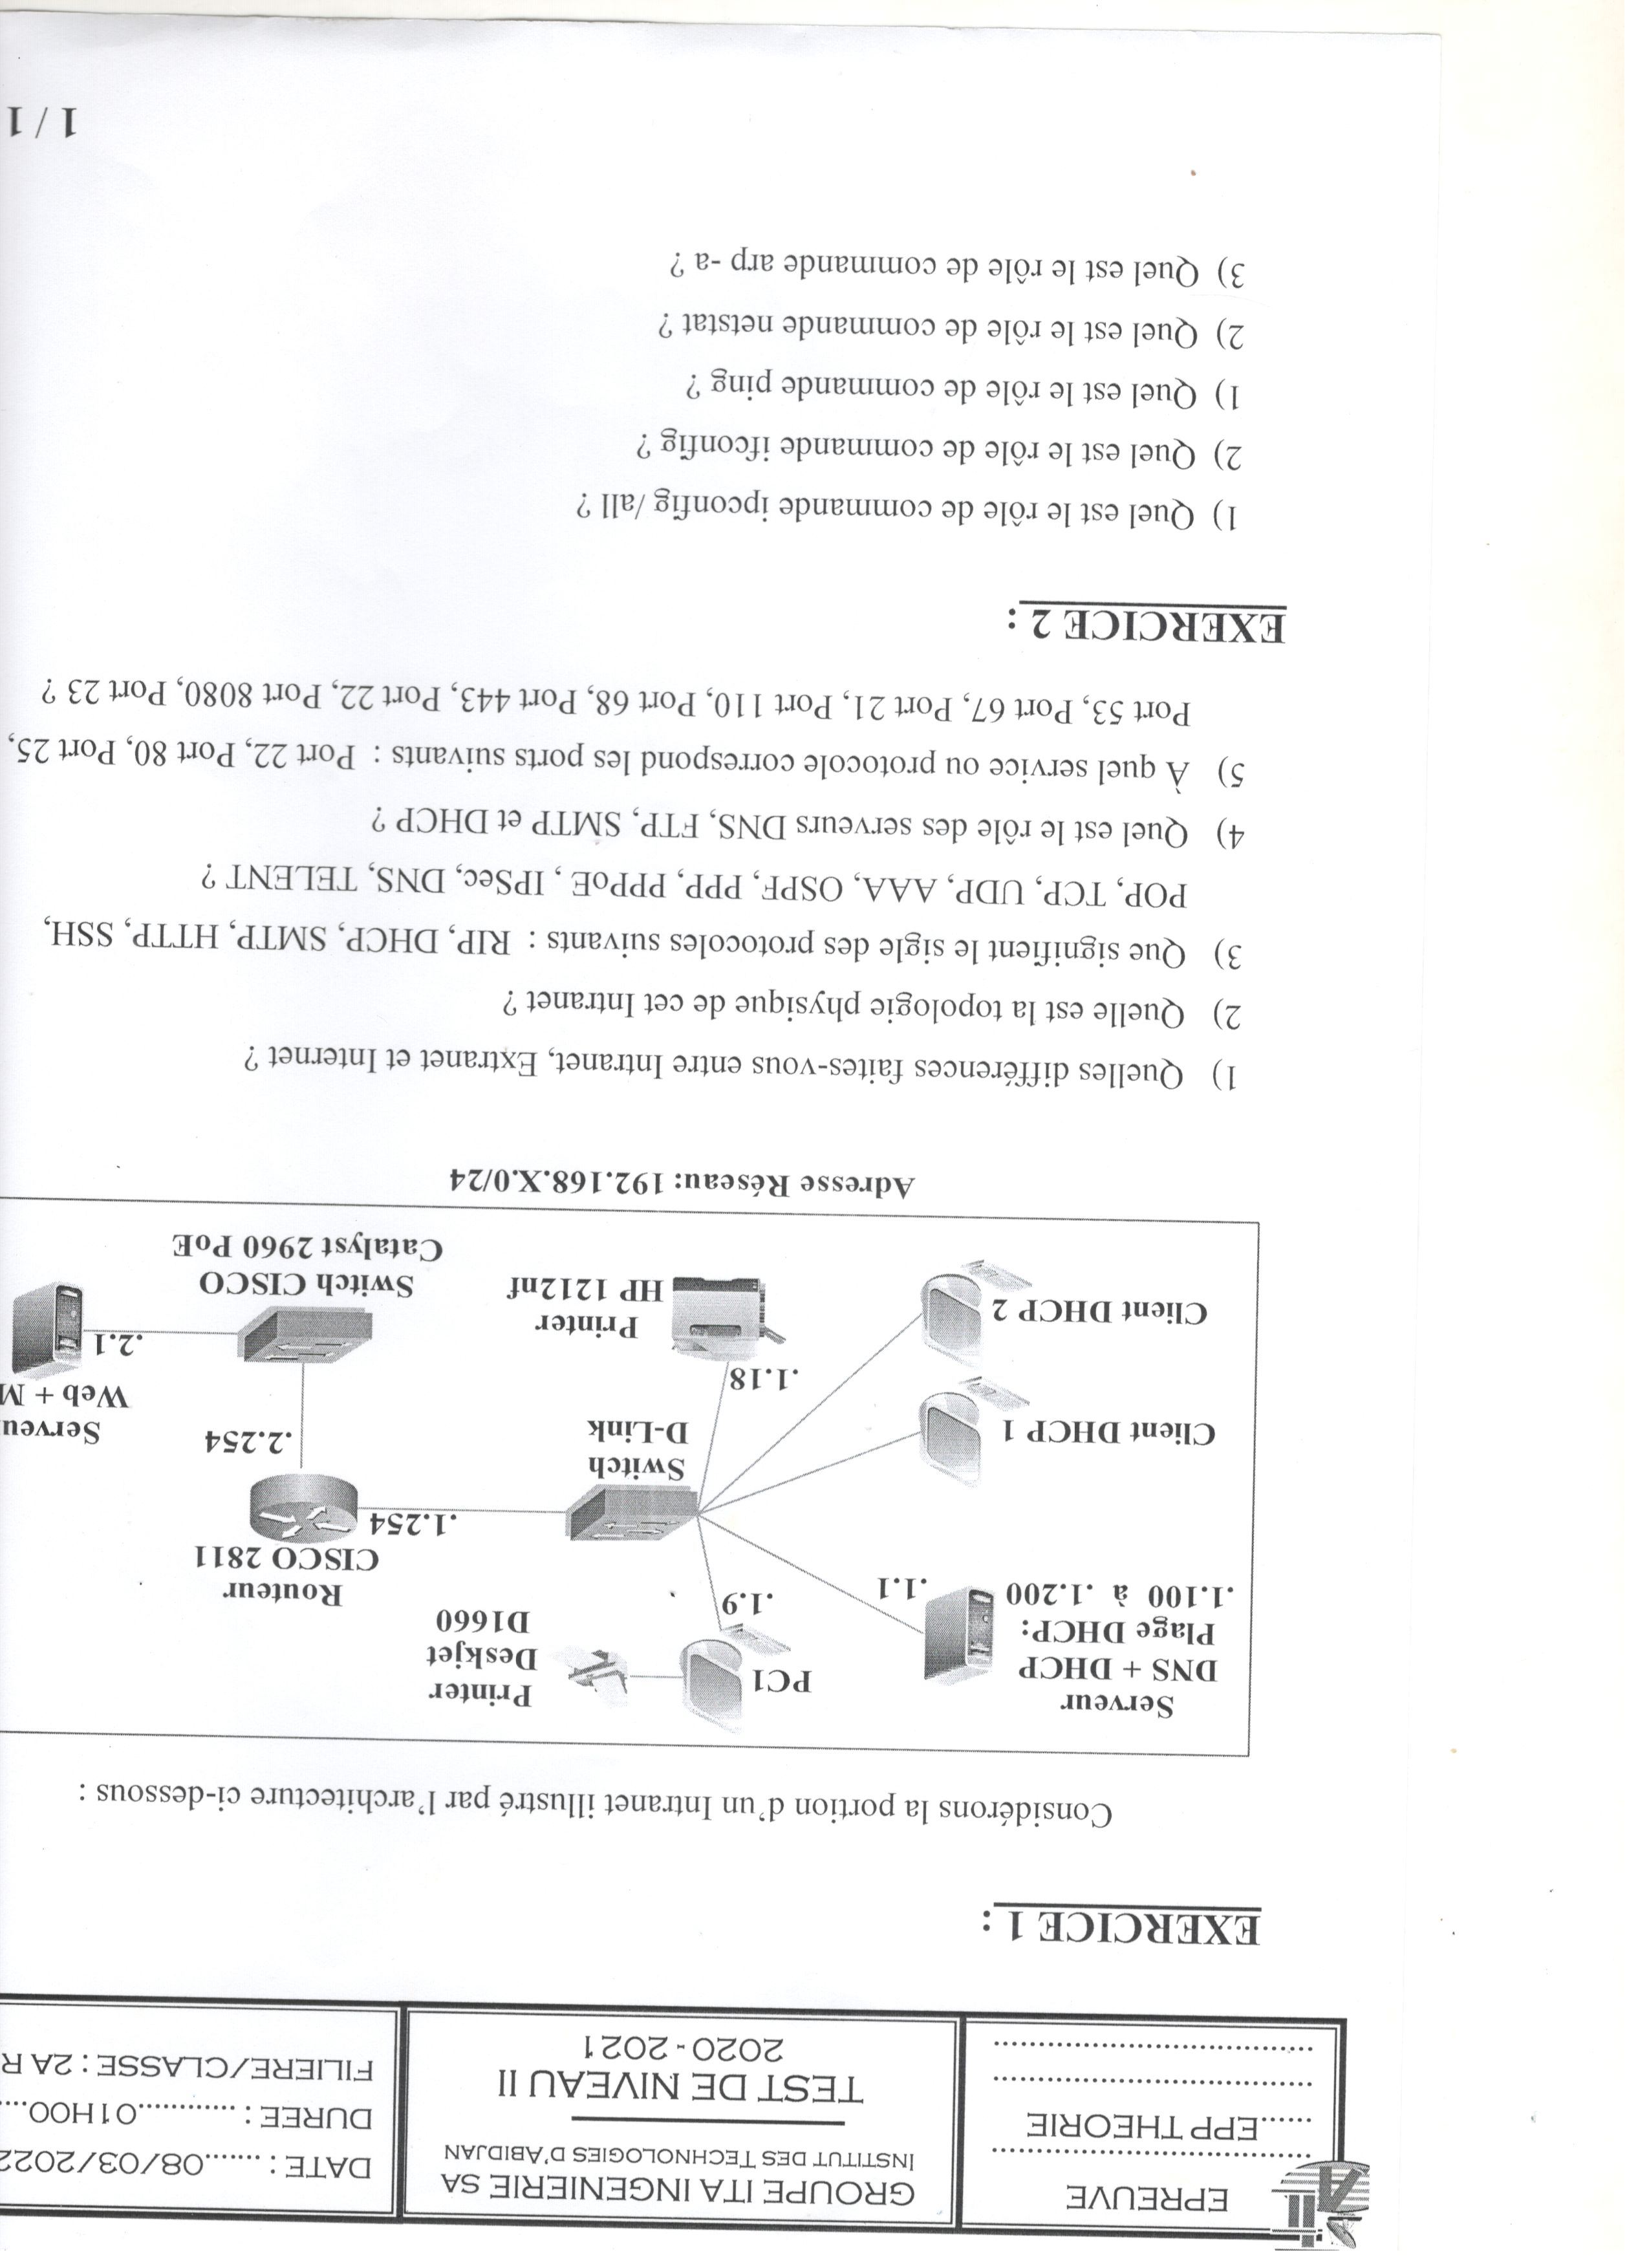 EPREUVE
......EPP THEORIE
GROUPE ITA INGENIERIE SA
INSTITUT DES TECHNOLOGIES D'ABIDJAN
TEST DE NIVEAU II
2020 - 2021
DATE : .......08/03/2022
DUREE : ............01H00....
FILIERE/CLASSE : 2A R
EXERCICE 1 :
Considérons la portion d'un Intranet illustré par l'architecture ci-dessous :
Serveur
DNS + DHCP
Plage DHCP:
.1.100 à .1.200
.1.1
PC1
.1.9
Printer
Deskjet
D1660
Routeur
CISCO 2811
.1.254
.2.254
Switch
D-Link
Client DHCP 1
Client DHCP 2
.1.18
Printer
HP 1212nf
Serveu
Web + M
.2.1
Switch CISCO
Catalyst 2960 PoE
Adresse Réseau: 192.168.X.0/24
1) Quelles différences faites-vous entre Intranet, Extranet et Internet ?
2) Quelle est la topologie physique de cet Intranet ?
3) Que signifient le sigle des protocoles suivants : RIP, DHCP, SMTP, HTTP, SSH,
POP, TCP, UDP, AAA, OSPF, PPP, PPPoE , IPSec, DNS, TELENT ?
4) Quel est le rôle des serveurs DNS, FTP, SMTP et DHCP ?
5) À quel service ou protocole correspond les ports suivants : Port 22, Port 80, Port 25,
Port 53, Port 67, Port 21, Port 110, Port 68, Port 443, Port 22, Port 8080, Port 23 ?
EXERCICE 2 :
1) Quel est le rôle de commande ipconfig /all ?
2) Quel est le rôle de commande ifconfig ?
1) Quel est le rôle de commande ping ?
2) Quel est le rôle de commande netstat ?
3) Quel est le rôle de commande arp -a ?
1 / 1